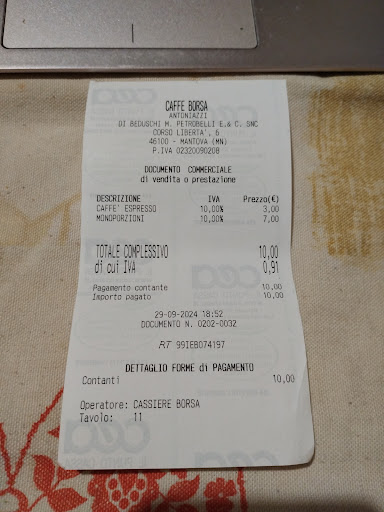 CAFFE BORSA
ANTONIAZZI
DI BEDUSCHI M. PETROBELLI E.& C. SNC
CORSO LIBERTA', 6
46100 - MANTOVA (MN)
P.IVA 02320090208
DOCUMENTO COMMERCIALE
di vendita o prestazione
DESCRIZIONE IVA Prezzo(€)
CAFFE' ESPRESSO 10,00% 3,00
MONOPORZIONI 10,00% 7,00
TOTALE COMPLESSIVO 10,00
di cui IVA 0,91
Pagamento contante 10,00
Importo pagato 10,00
29-09-2024 18:52
DOCUMENTO N. 0202-0032
RT 99IEB074197
DETTAGLIO FORME di PAGAMENTO
Contanti 10,00
Operatore: CASSIERE BORSA
Tavolo: 11